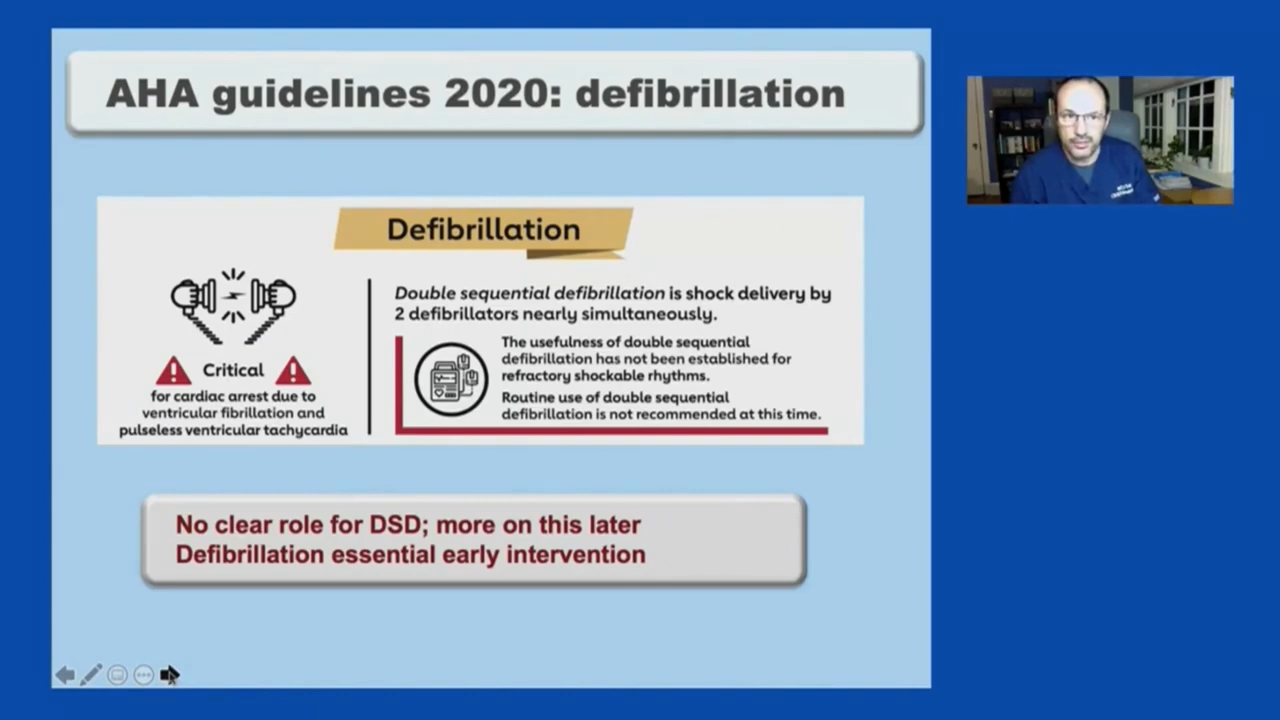 AHA guidelines 2020: defibrillation
Defibrillation
Critical
for cardiac arrest due to
ventricular fibrillation and
pulseless ventricular tachycardia
Double sequential defibrillation is shock delivery by
2 defibrillators nearly simultaneously.
The usefulness of double sequential
defibrillation has not been established for
refractory shockable rhythms.
Routine use of double sequential
defibrillation is not recommended at this time.
No clear role for DSD; more on this later
Defibrillation essential early intervention